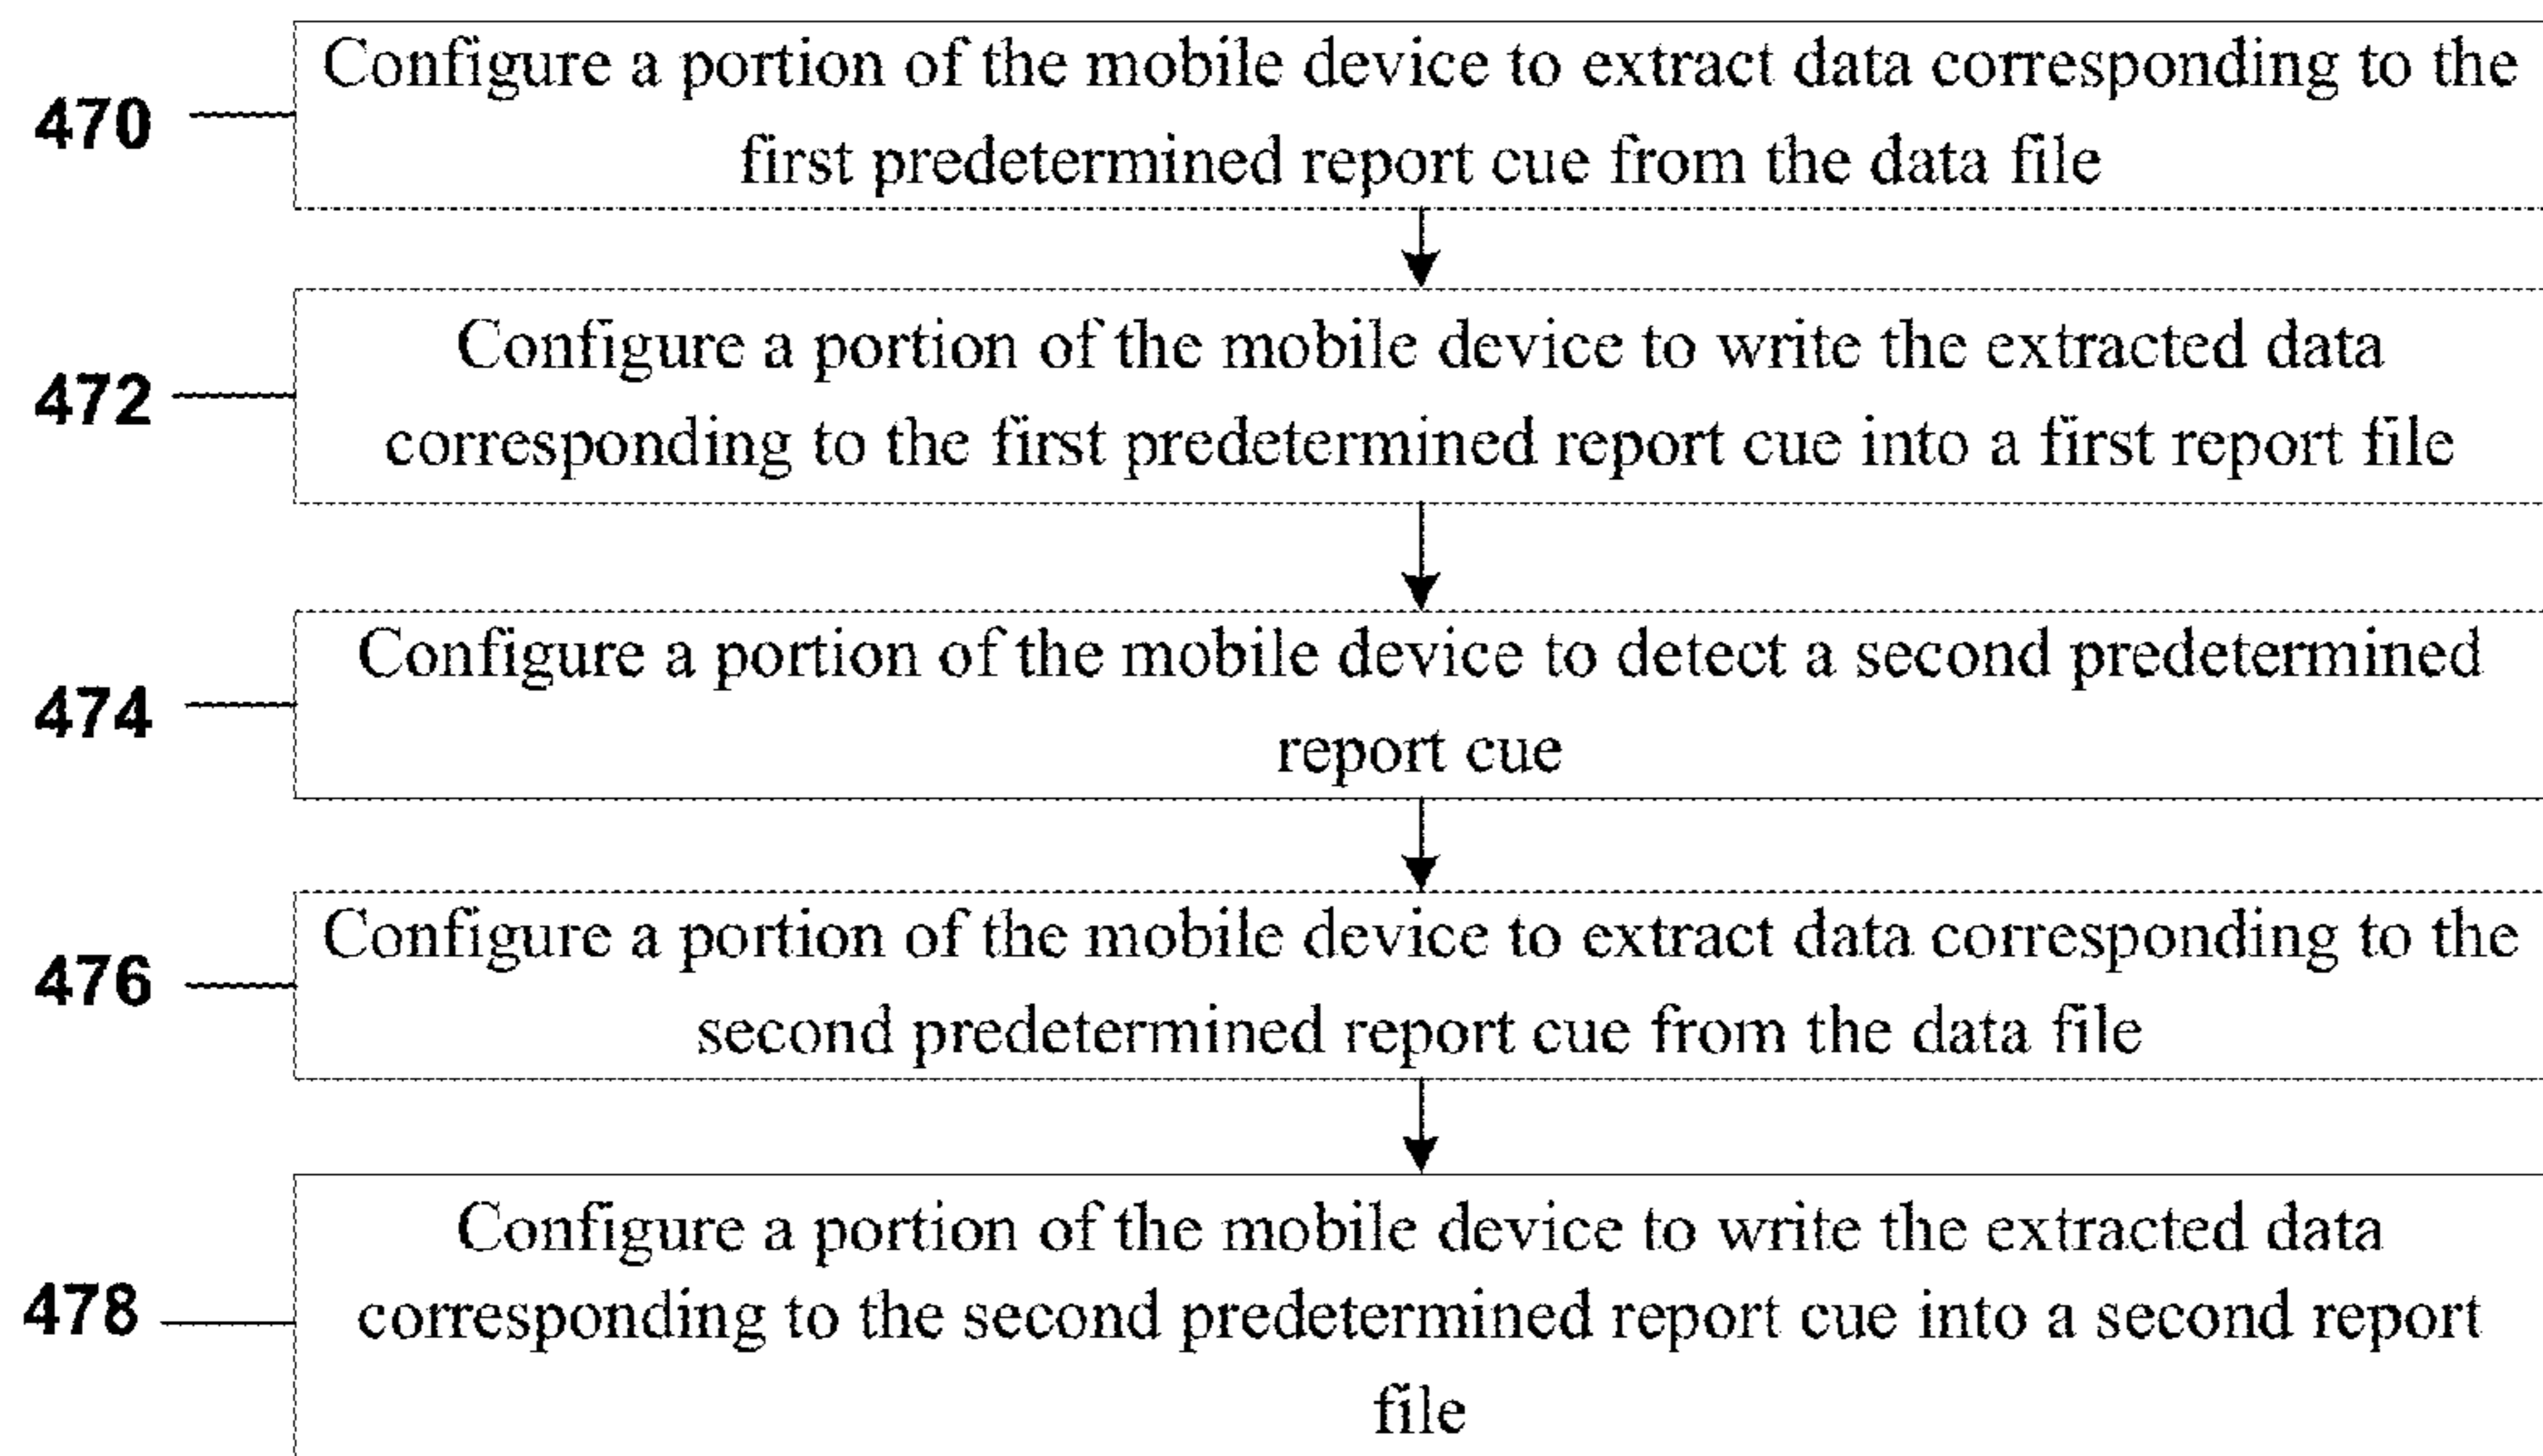 470
Configure a portion of the mobile device to extract data corresponding to the
first predetermined report cue from the data file
472
Configure a portion of the mobile device to write the extracted data
corresponding to the first predetermined report cue into a first report file
474
Configure a portion of the mobile device to detect a second predetermined
report cue
476
Configure a portion of the mobile device to extract data corresponding to the
second predetermined report cue from the data file
478
Configure a portion of the mobile device to write the extracted data
corresponding to the second predetermined report cue into a second report
file